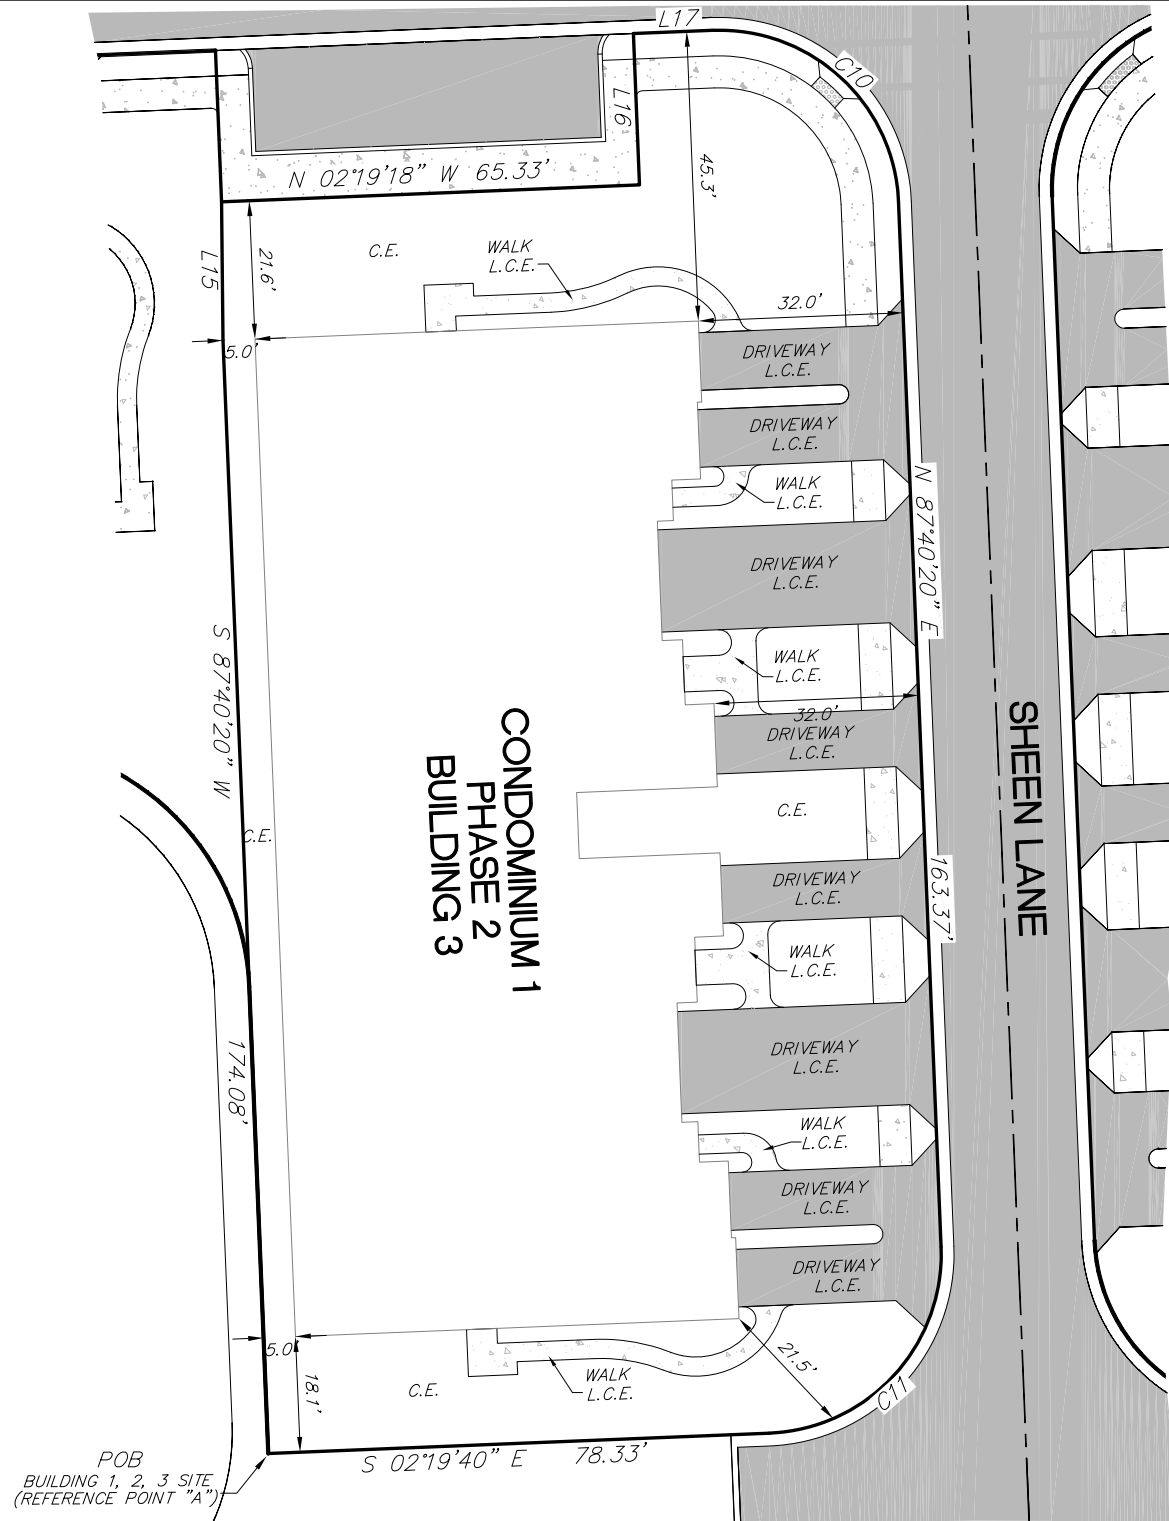 L17
C10
L16
N 02°19'18" W 65.33'
45.3'
L15
21.6'
C.E.
WALK
L.C.E.
32.0'
5.0'
DRIVEWAY
L.C.E.
DRIVEWAY
L.C.E.
WALK
L.C.E.
N 87°40'20" E
DRIVEWAY
L.C.E.
S 87°40'20" W
WALK
L.C.E.
32.0'
DRIVEWAY
L.C.E.
CONDOMINIUM 1
PHASE 2
BUILDING 3
SHEEN LANE
C.E.
C.E.
163.37'
DRIVEWAY
L.C.E.
WALK
L.C.E.
174.08'
DRIVEWAY
L.C.E.
WALK
L.C.E.
DRIVEWAY
L.C.E.
DRIVEWAY
L.C.E.
5.0'
18.1'
21.5'
WALK
L.C.E.
C.E.
C11
S 02°19'40" E 78.33'
POB
BUILDING 1, 2, 3 SITE
(REFERENCE POINT "A")